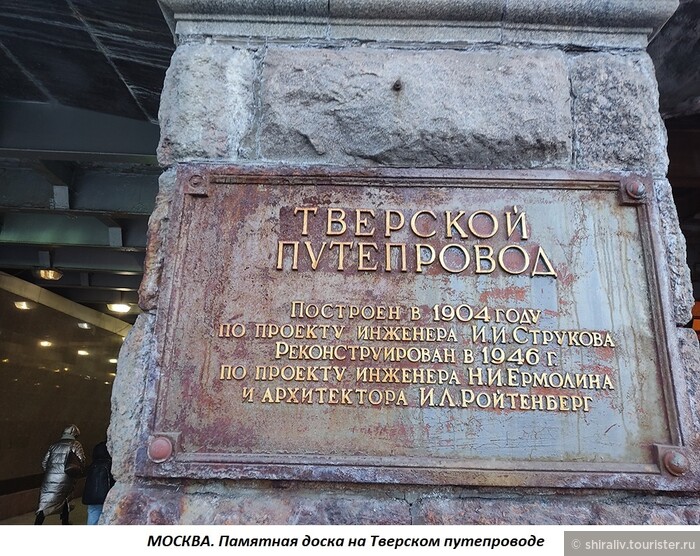 ТВЕРСКОЙ
ПУТЕПРОВОД
ПОСТРОЕН В 1904 ГОДУ
ПО ПРОЕКТУ ИНЖЕНЕРА И.И.СТРУКОВА
РЕКОНСТРУИРОВАН В 1946 Г.
ПО ПРОЕКТУ ИНЖЕНЕРА Н.И.ЕРМОЛИНА
И АРХИТЕКТОРА И.Л.РОЙТЕНБЕРГ
МОСКВА. Памятная доска на Тверском путепроводе
© shiraliv.tourister.ru